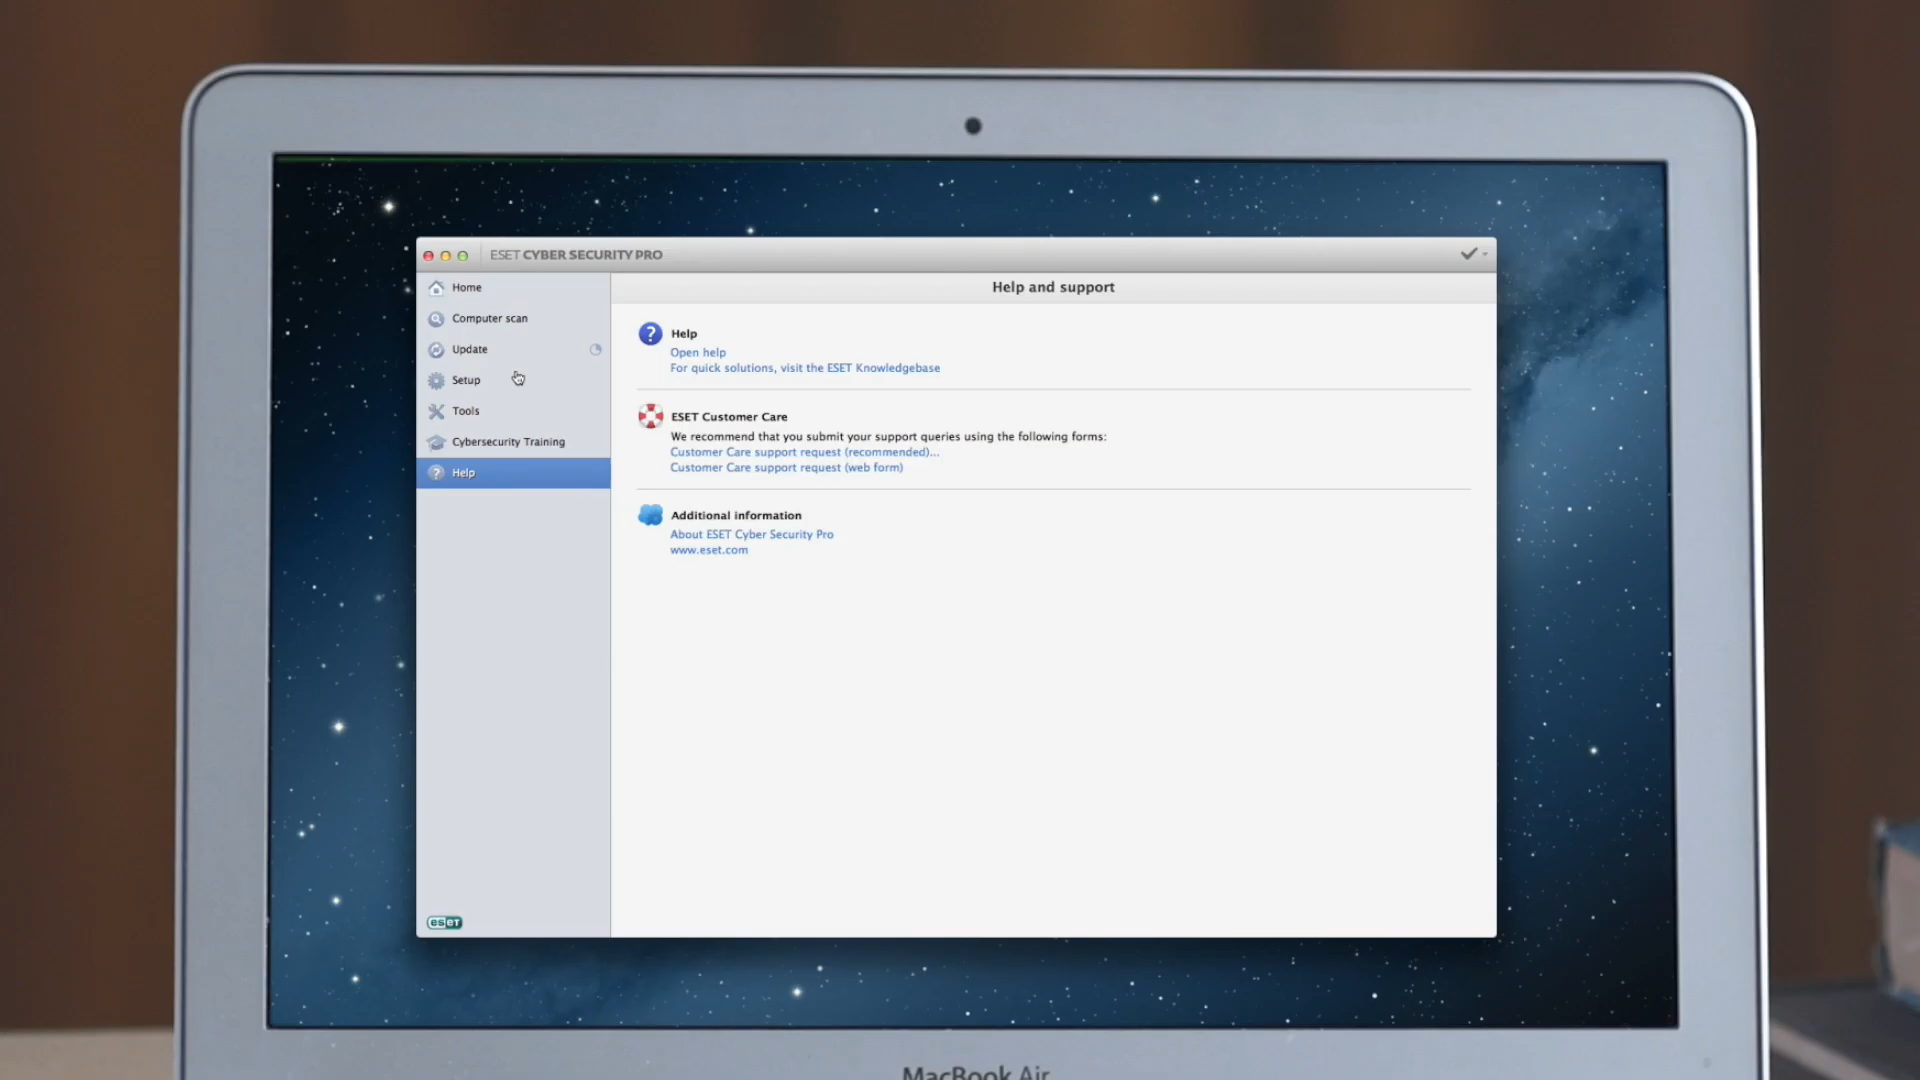 ESET CYBER SECURITY PRO
Home
Computer scan
Update
Setup
Tools
Cybersecurity Training
? Help
eseT
Help and support
? Help
Open help
For quick solutions, visit the ESET Knowledgebase
ESET Customer Care
We recommend that you submit your support queries using the following forms:
Customer Care support request (recommended)...
Customer Care support request (web form)
Additional information
About ESET Cyber Security Pro
www.eset.com
MacBook Air